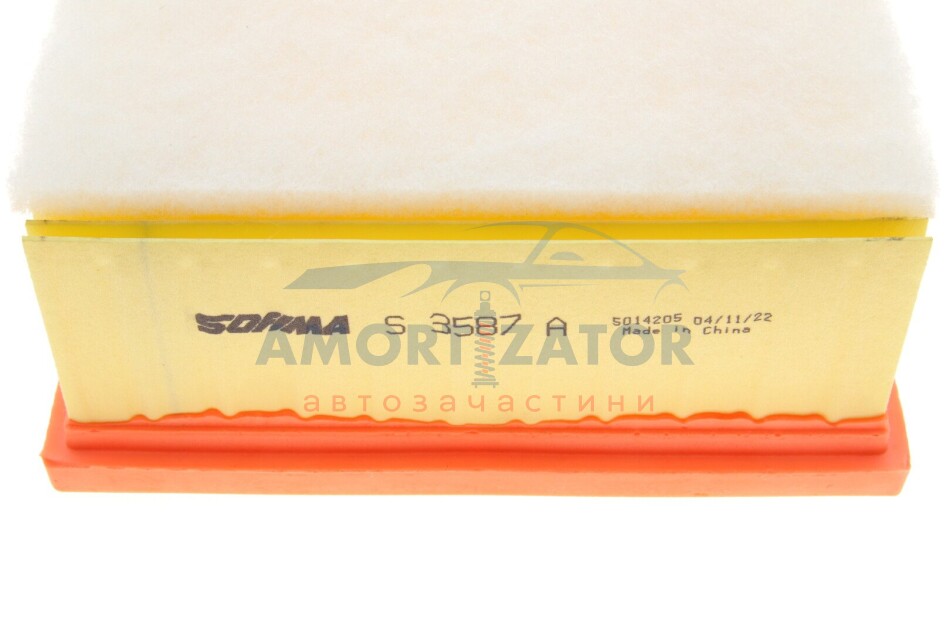 SOFIMA S 3587 A 5014205 04/11/22
Made in China
AMORTIZATOR
автозачастини